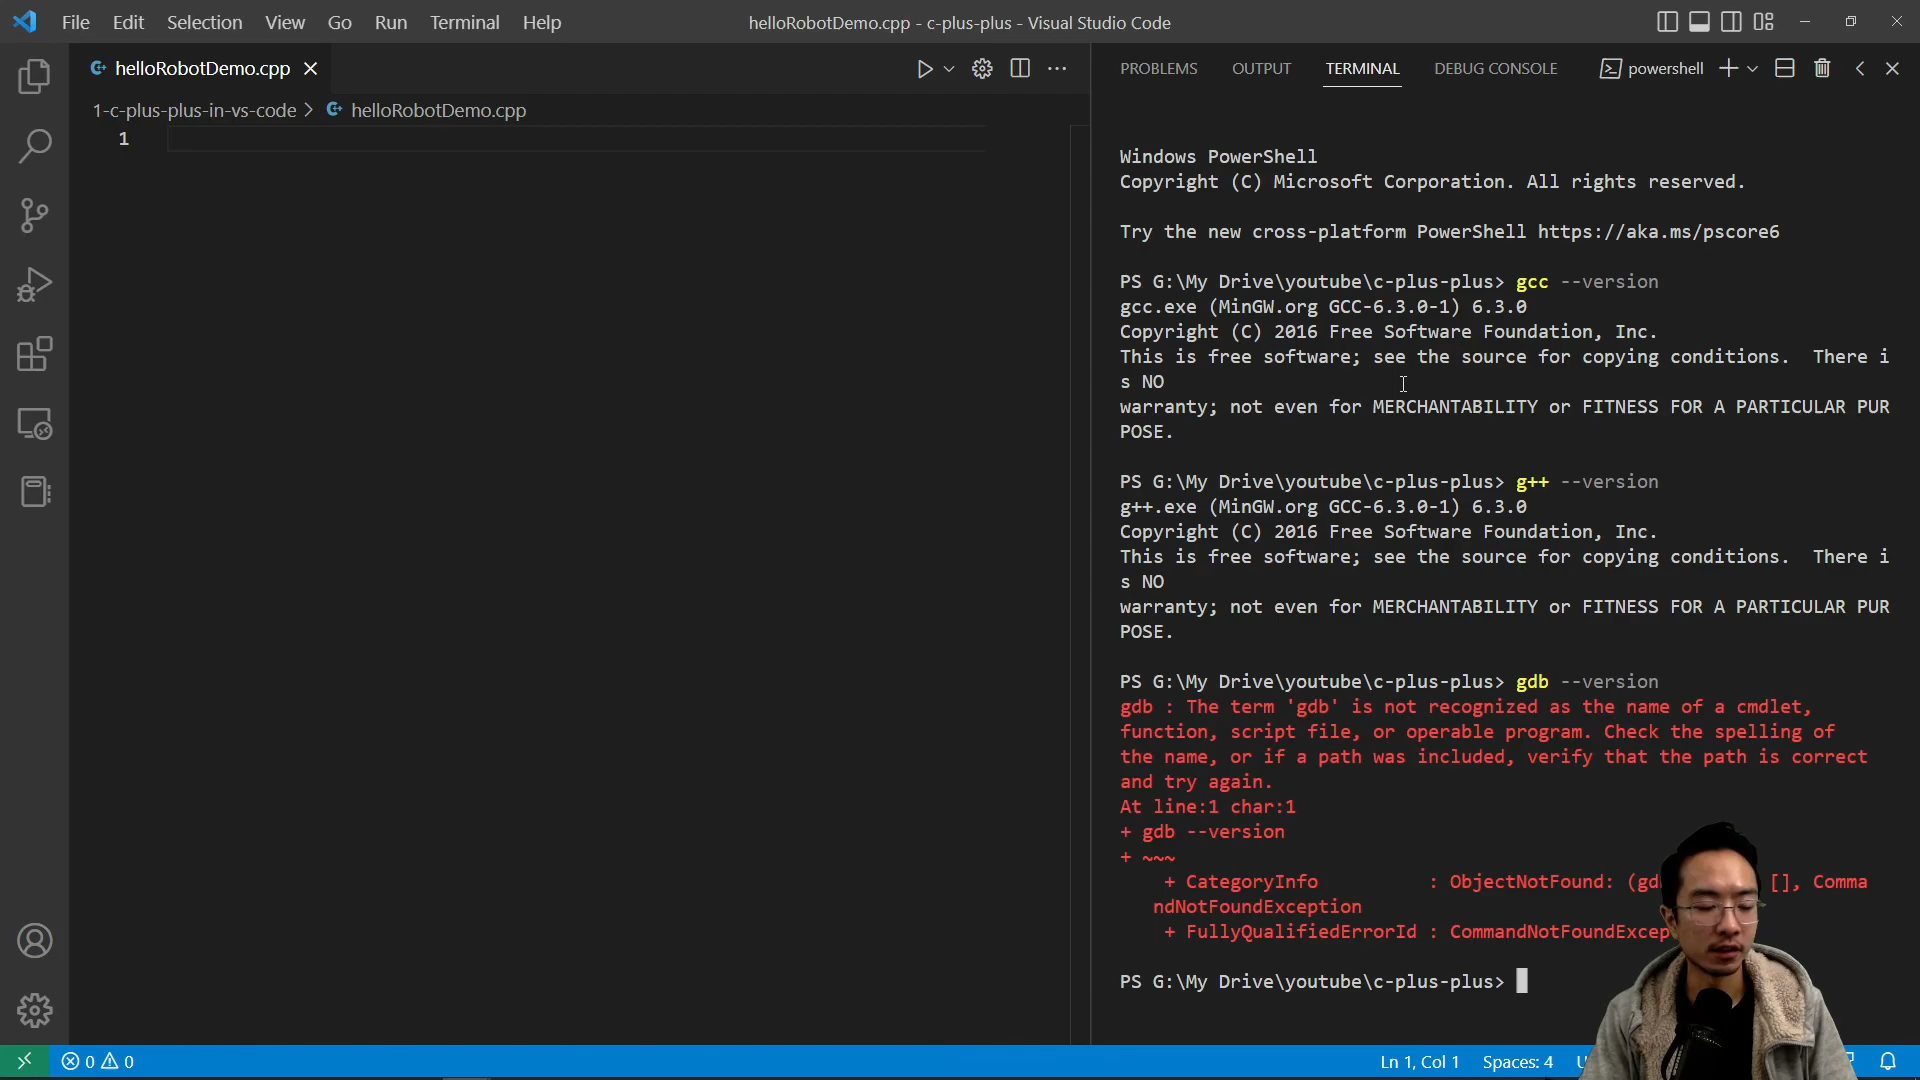 File Edit Selection View Go Run Terminal Help
helloRobotDemo.cpp - c-plus-plus - Visual Studio Code
helloRobotDemo.cpp
PROBLEMS OUTPUT TERMINAL DEBUG CONSOLE powershell
1-c-plus-plus-in-vs-code > helloRobotDemo.cpp
1
Windows PowerShell
Copyright (C) Microsoft Corporation. All rights reserved.
Try the new cross-platform PowerShell https://aka.ms/pscore6
PS G:\My Drive\youtube\c-plus-plus> gcc --version
gcc.exe (MinGW.org GCC-6.3.0-1) 6.3.0
Copyright (C) 2016 Free Software Foundation, Inc.
This is free software; see the source for copying conditions.  There i
s NO
warranty; not even for MERCHANTABILITY or FITNESS FOR A PARTICULAR PUR
POSE.
PS G:\My Drive\youtube\c-plus-plus> g++ --version
g++.exe (MinGW.org GCC-6.3.0-1) 6.3.0
Copyright (C) 2016 Free Software Foundation, Inc.
This is free software; see the source for copying conditions.  There i
s NO
warranty; not even for MERCHANTABILITY or FITNESS FOR A PARTICULAR PUR
POSE.
PS G:\My Drive\youtube\c-plus-plus> gdb --version
gdb : The term 'gdb' is not recognized as the name of a cmdlet,
function, script file, or operable program. Check the spelling of
the name, or if a path was included, verify that the path is correct
and try again.
At line:1 char:1
+ gdb --version
+ ~~~
+ CategoryInfo : ObjectNotFound: (gd [], Comma
ndNotFoundException
+ FullyQualifiedErrorId : CommandNotFoundExcep
PS G:\My Drive\youtube\c-plus-plus>
0 0
Ln 1, Col 1 Spaces: 4